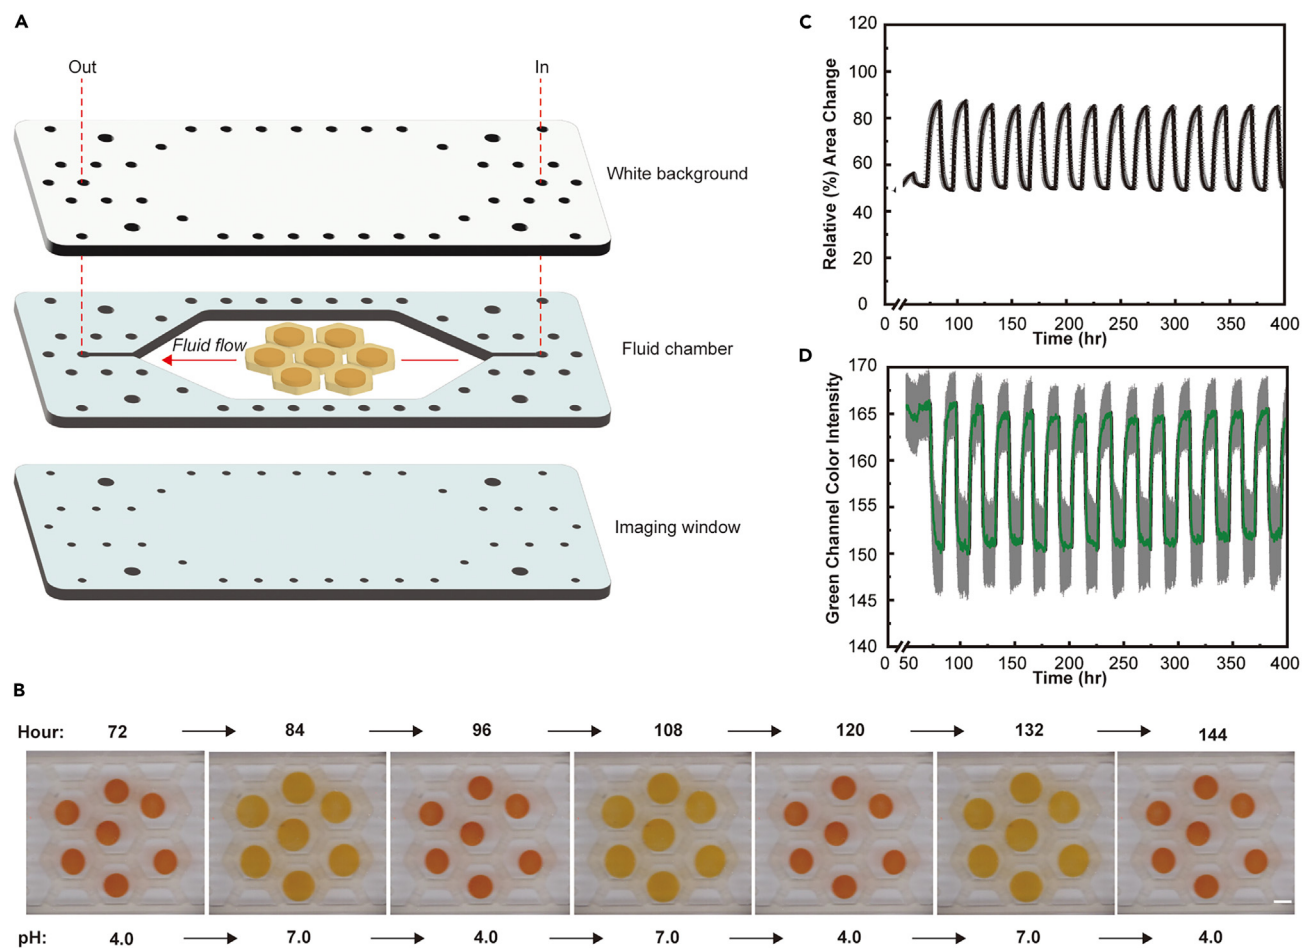 A
Out
In
White background
Fluid flow
Fluid chamber
Imaging window
C
Relative (%) Area Change
120
100
80
60
40
20
0
0 50 100 150 200 250 300 350 400
Time (hr)
D
Green Channel Color Intensity
170
165
160
155
150
145
140
0 50 100 150 200 250 300 350 400
Time (hr)
B
Hour: 72 84 96 108 120 132 144
pH: 4.0 7.0 4.0 7.0 4.0 7.0 4.0